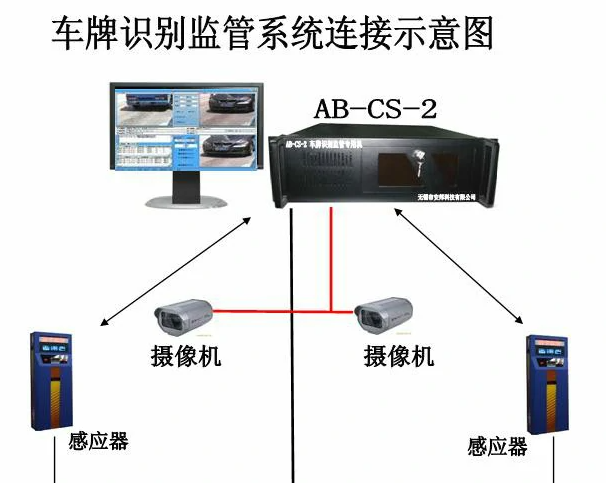 车牌识别监管系统连接示意图
AB-CS-2
AB-CS-2 车牌识别监管专用机
无锡市安邦科技有限公司
摄像机
摄像机
感应器
感应器